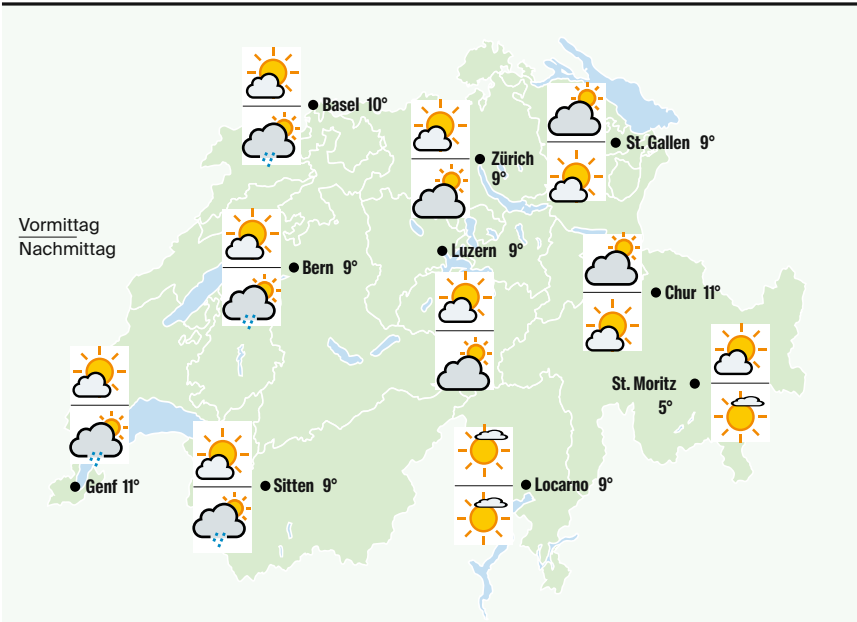 Basel 10°
Zürich
9°
St. Gallen 9°
Vormittag
Nachmittag
Bern 9°
Luzern 9°
Chur 11°
St. Moritz
5°
Genf 11°
Sitten 9°
Locarno 9°